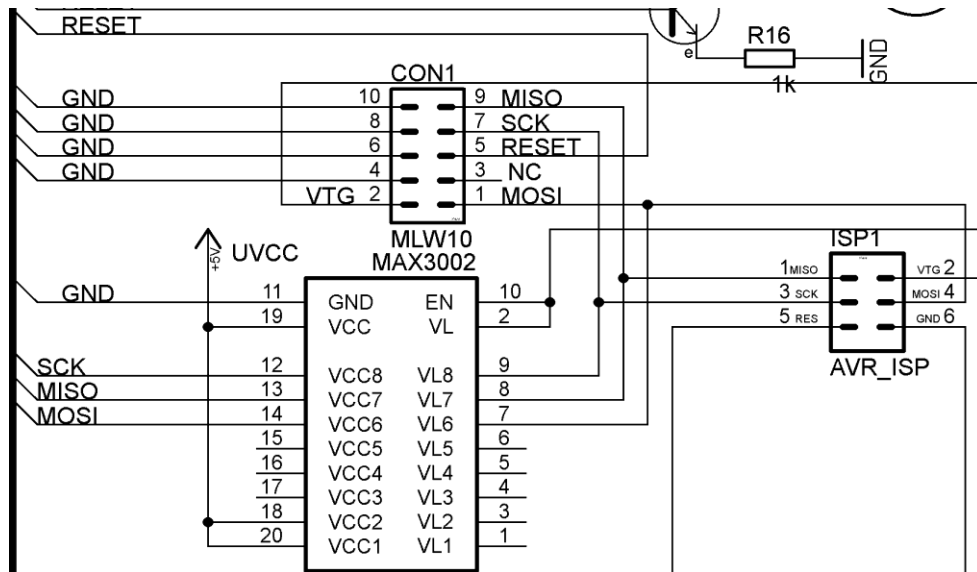 RESET
R16
e
1k
GND
CON1
GND 10 9 MISO
GND 8 7 SCK
GND 6 5 RESET
GND 4 3 NC
VTG 2 1 MOSI
MLW10
MAX3002
+5V UVCC
ISP1
1 MISO VTG 2
3 SCK MOSI 4
5 RES GND 6
AVR_ISP
GND 11 GND EN 10
19 VCC VL 2
SCK 12 VCC8 VL8 9
MISO 13 VCC7 VL7 8
MOSI 14 VCC6 VL6 7
15 VCC5 VL5 6
16 VCC4 VL4 5
17 VCC3 VL3 4
18 VCC2 VL2 3
20 VCC1 VL1 1